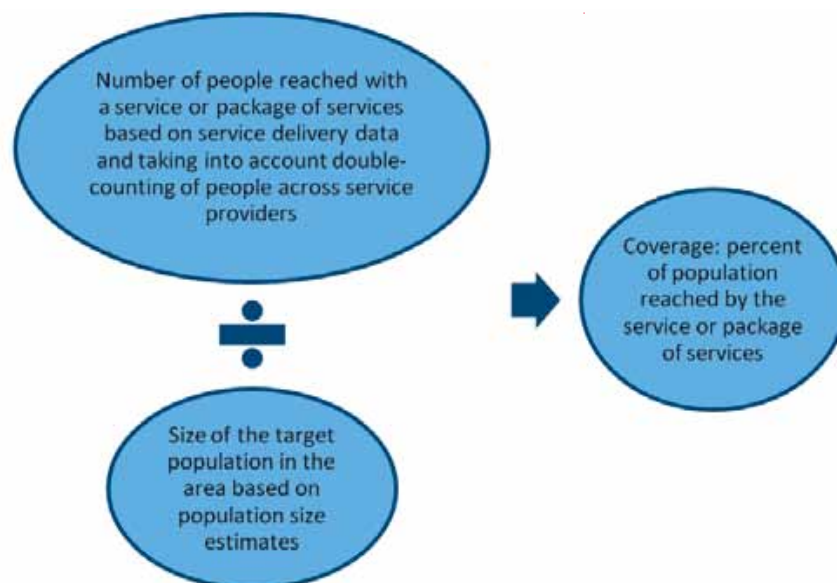 Number of people reached with
a service or package of services
based on service delivery data
and taking into account double-
counting of people across service
providers
Coverage: percent
of population
reached by the
service or package
of services
Size of the target
population in the
area based on
population size
estimates